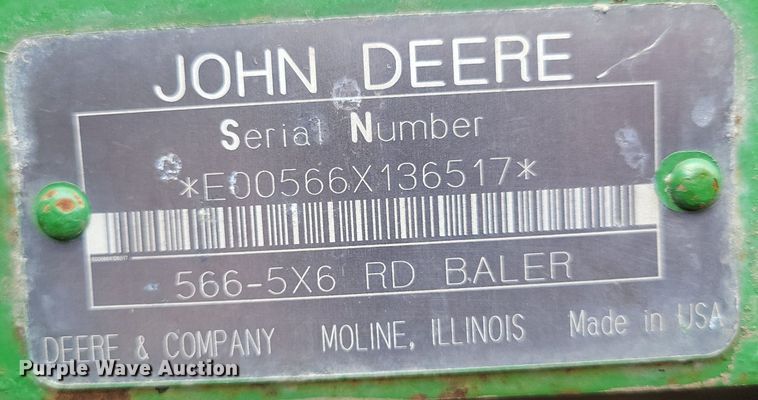 JOHN DEERE
Serial Number
*E00566X136517*
566-5X6 RD BALER
DEERE & COMPANY MOLINE, ILLINOIS Made in USA
Purple Wave Auction